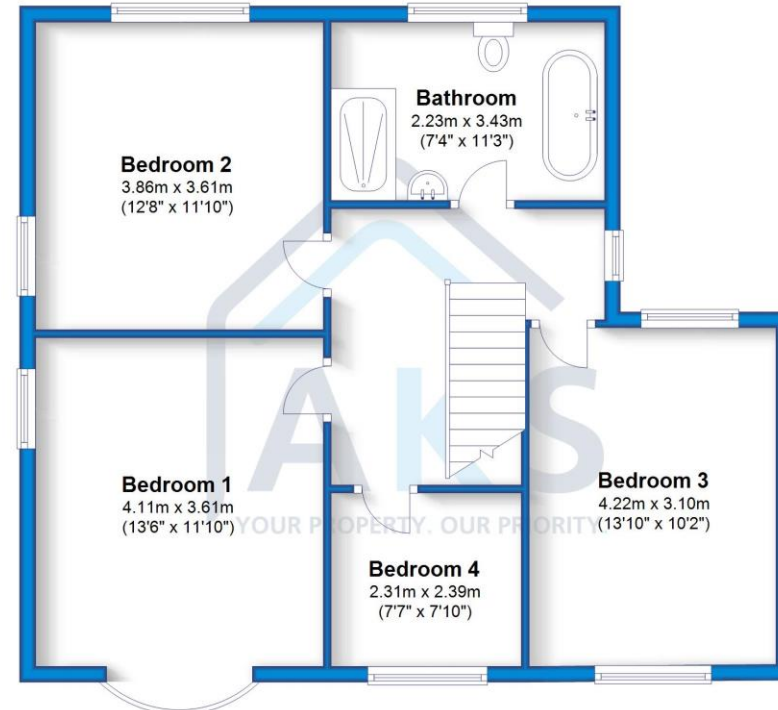 Bathroom
2.23m x 3.43m
(7'4" x 11'3")
Bedroom 2
3.86m x 3.61m
(12'8" x 11'10")
AKS
YOUR PROPERTY. OUR PRIORITY
Bedroom 1
4.11m x 3.61m
(13'6" x 11'10")
Bedroom 3
4.22m x 3.10m
(13'10" x 10'2")
Bedroom 4
2.31m x 2.39m
(7'7" x 7'10")